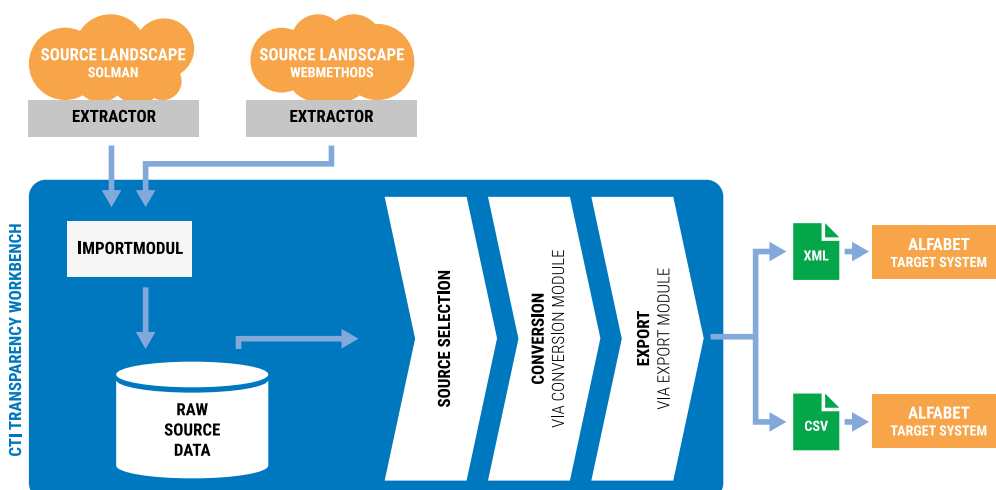 SOURCE LANDSCAPE
SOLMAN
EXTRACTOR
SOURCE LANDSCAPE
WEBMETHODS
EXTRACTOR
CTI TRANSPARENCY WORKBENCH
IMPORTMODUL
RAW
SOURCE
DATA
SOURCE SELECTION
CONVERSION
VIA CONVERSION MODULE
EXPORT
VIA EXPORT MODULE
XML
ALFABET
TARGET SYSTEM
CSV
ALFABET
TARGET SYSTEM